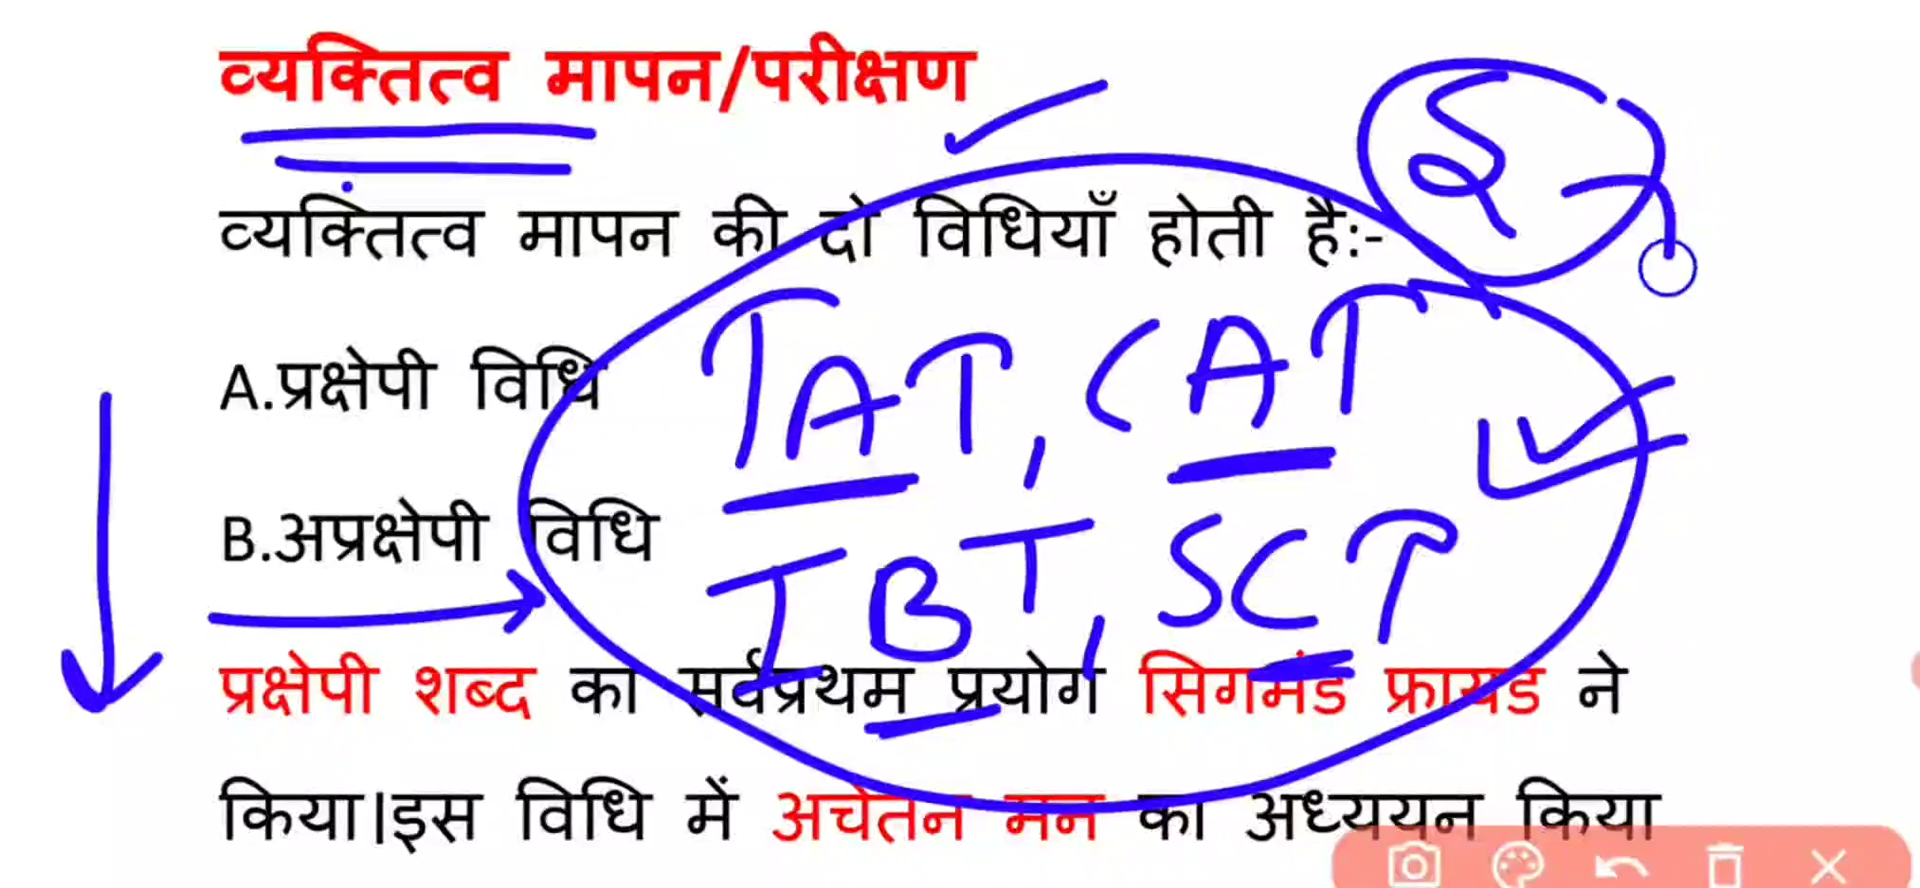 व्यक्तित्व मापन/परीक्षण
व्यक्तिंत्व मापन की दो विधियाँ होती है:-
A.प्रक्षेपी विधि
TAT, CAT
B.अप्रक्षेपी विधि
IBT, SCT
प्रक्षेपी शब्द का सर्वप्रथम प्रयोग सिगमंड फ्रायड ने
किया।इस विधि में अचेतन मन का अध्ययन किया